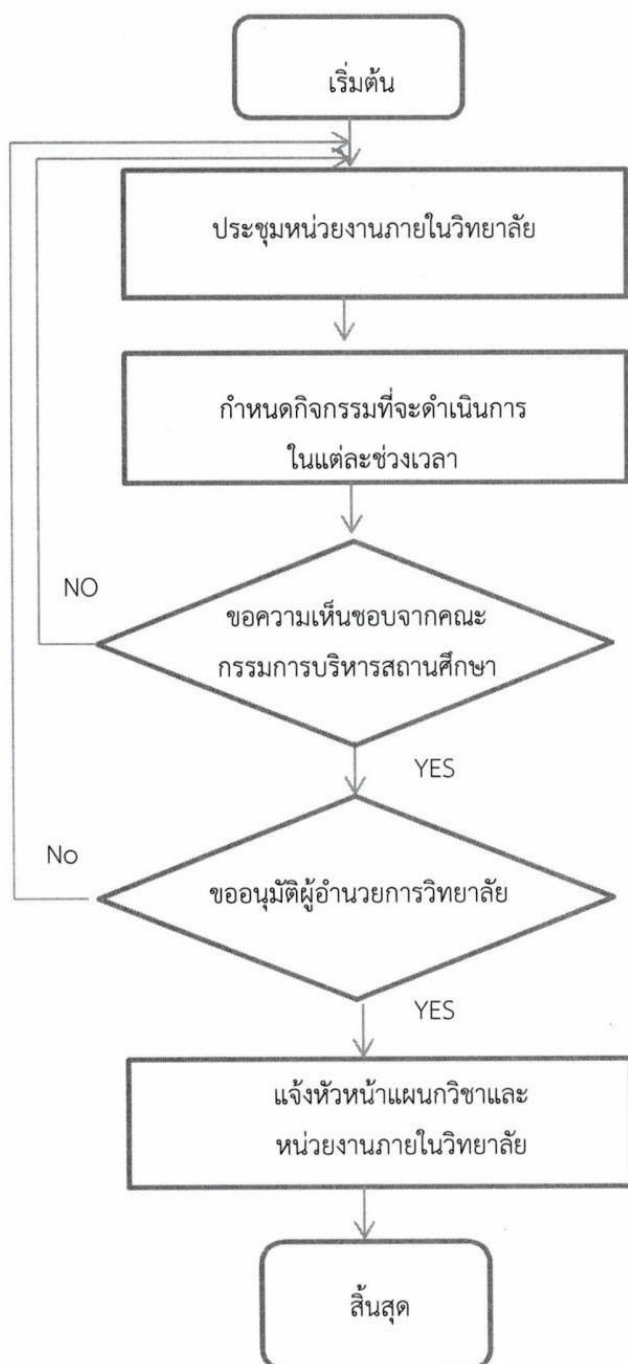 เริ่มต้น
ประชุมหน่วยงานภายในวิทยาลัย
กำหนดกิจกรรมที่จะดำเนินการ
ในแต่ละช่วงเวลา
NO
ขอความเห็นชอบจากคณะ
กรรมการบริหารสถานศึกษา
YES
No
ขออนุมัติผู้อำนวยการวิทยาลัย
YES
แจ้งหัวหน้าแผนกวิชาและ
หน่วยงานภายในวิทยาลัย
สิ้นสุด